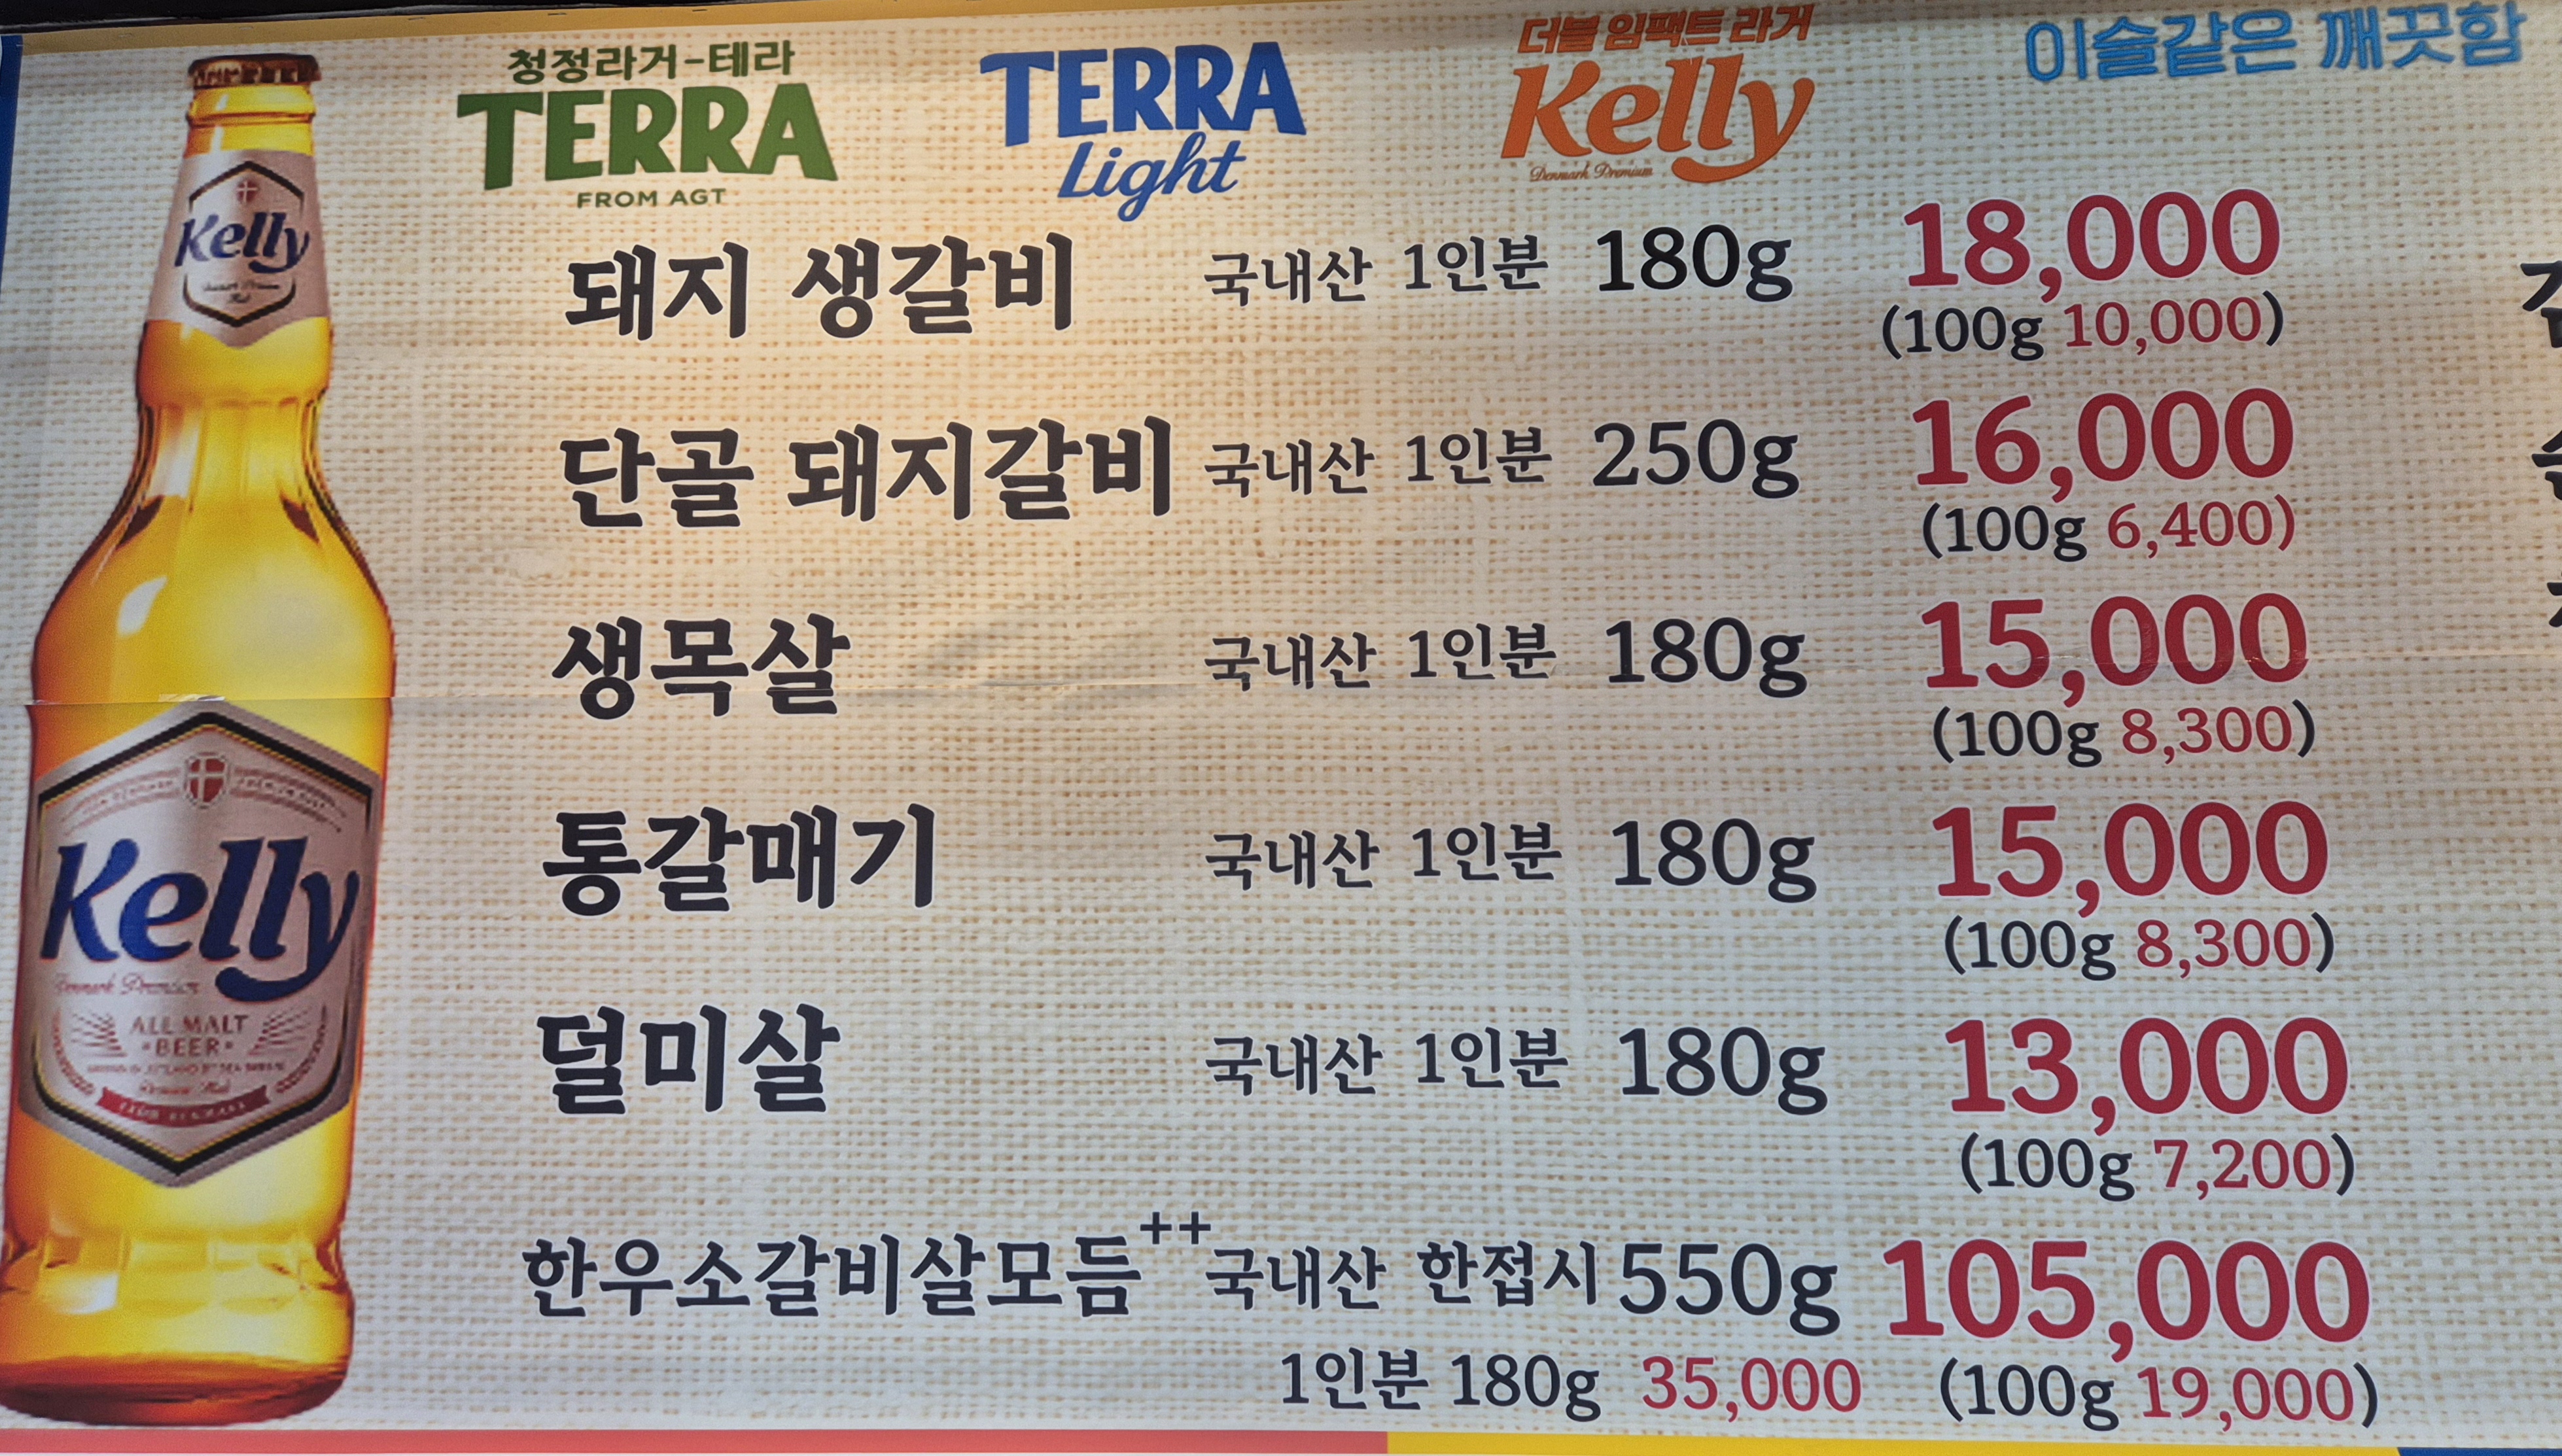 청정라거-테라
TERRA
FROM AGT
TERRA
Light
더블 임팩트 라거
Kelly
Denmark Premium
이슬같은 깨끗함
Kelly
돼지 생갈비 국내산 1인분 180g 18,000
(100g 10,000)
단골 돼지갈비 국내산 1인분 250g 16,000
(100g 6,400)
생목살 국내산 1인분 180g 15,000
(100g 8,300)
통갈매기 국내산 1인분 180g 15,000
(100g 8,300)
덜미살 국내산 1인분 180g 13,000
(100g 7,200)
한우소갈비살모듬++ 국내산 한접시 550g 105,000
1인분 180g 35,000 (100g 19,000)
Kelly
Denmark Premium
ALL MALT
BEER